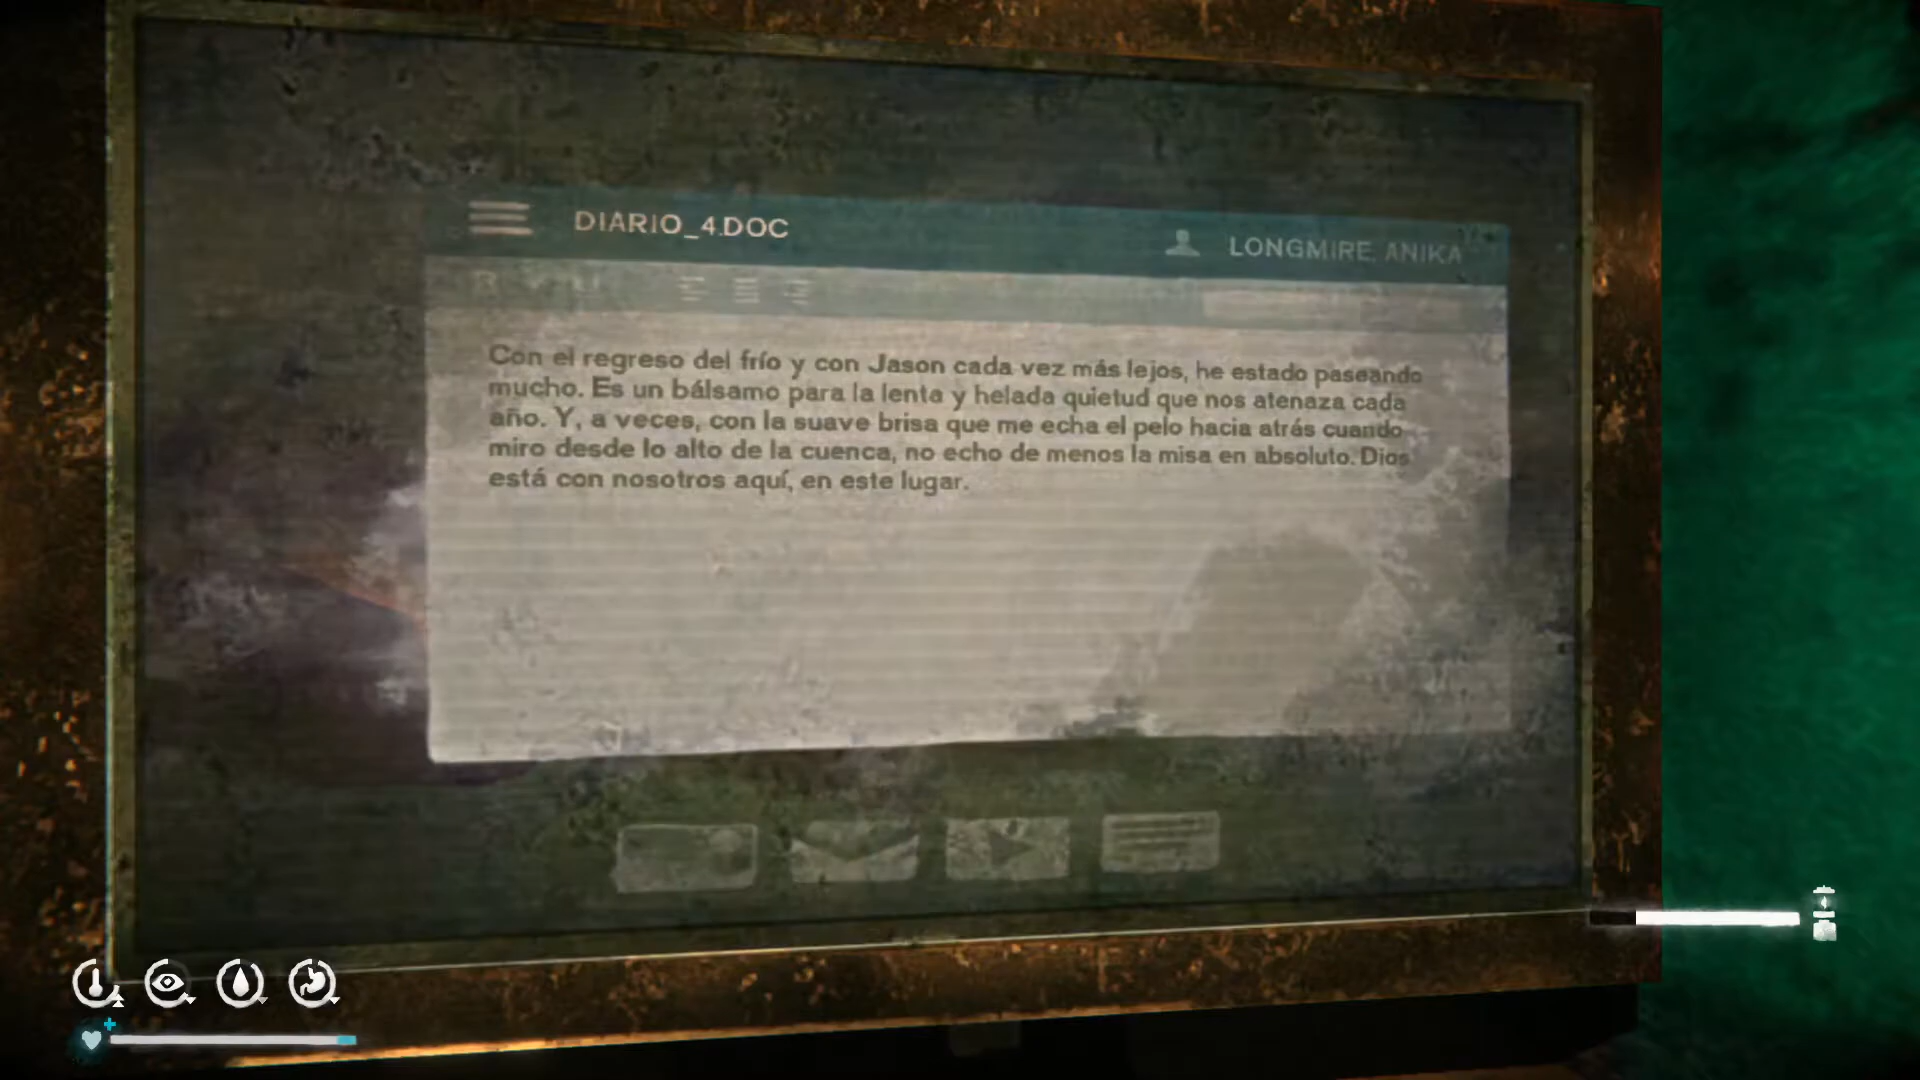 DIARIO_4.DOC
LONGMIRE, ANIKA
Con el regreso del frío y con Jason cada vez más lejos, he estado paseando
mucho. Es un bálsamo para la lenta y helada quietud que nos atenaza cada
año. Y, a veces, con la suave brisa que me echa el pelo hacia atrás cuando
miro desde lo alto de la cuenca, no echo de menos la misa en absoluto. Dios
está con nosotros aquí, en este lugar.